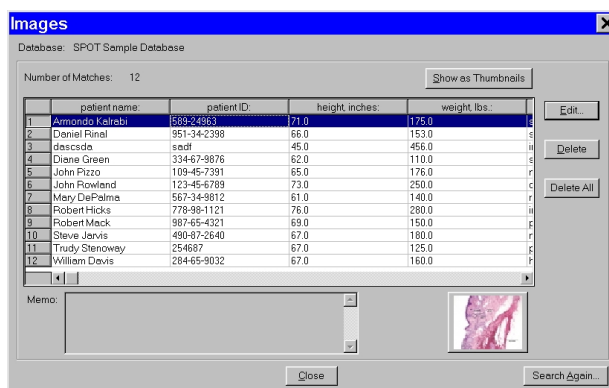 Images
Database: SPOT Sample Database
Number of Matches: 12
Show as Thumbnails
patient name: patient ID: height, inches: weight, lbs.:
1 Armondo Kalrabi 589-24963 71.0 175.0 s
2 Daniel Rinal 951-34-2398 66.0 153.0 s
3 dascsda sadf 45.0 456.0 i
4 Diane Green 334-67-9876 62.0 110.0 s
5 John Pizzo 109-45-7391 65.0 176.0
6 John Rowland 123-45-6789 73.0 250.0
7 Mary DePalma 567-34-9812 61.0 140.0
8 Robert Hicks 778-98-1121 76.0 280.0
9 Robert Mack 987-65-4321 69.0 150.0
10 Steve Jarvis 490-87-2640 67.0 180.0
11 Trudy Stenoway 254687 67.0 125.0
12 William Davis 284-65-9032 67.0 160.0
Edit...
Delete
Delete All
Memo:
Close
Search Again...